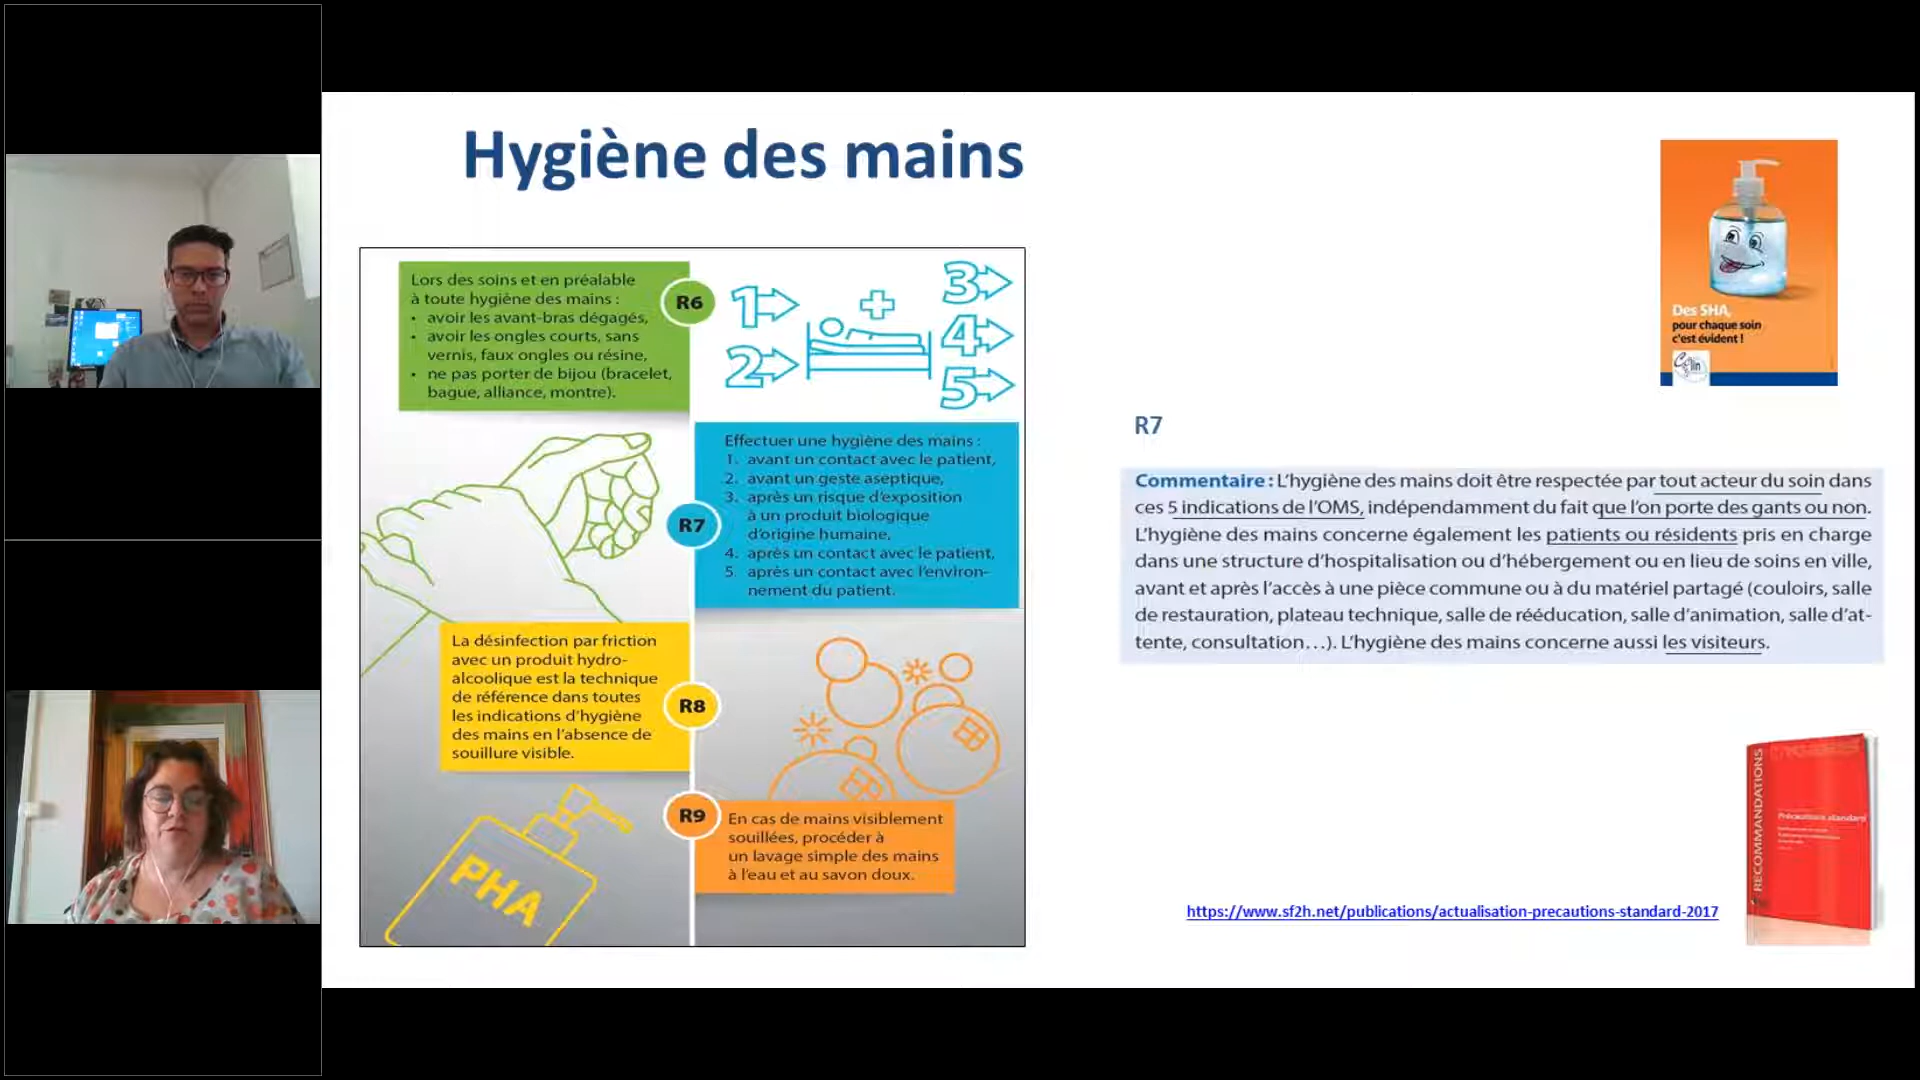 Hygiène des mains
Lors des soins et en préalable
à toute hygiène des mains :
• avoir les avant-bras dégagés,
• avoir les ongles courts, sans
vernis, faux ongles ou résine,
• ne pas porter de bijou (bracelet,
bague, alliance, montre).
R6
1
2
3
4
5
Effectuer une hygiène des mains :
1. avant un contact avec le patient,
2. avant un geste aseptique,
3. après un risque d'exposition
à un produit biologique
d'origine humaine,
4. après un contact avec le patient,
5. après un contact avec l'environ-
nement du patient.
R7
La désinfection par friction
avec un produit hydro-
alcoolique est la technique
de référence dans toutes
les indications d'hygiène
des mains en l'absence de
souillure visible.
R8
R9
En cas de mains visiblement
souillées, procéder à
un lavage simple des mains
à l'eau et au savon doux.
PHA
Des SHA,
pour chaque soin
c'est évident !
R7
Commentaire : L'hygiène des mains doit être respectée par tout acteur du soin dans
ces 5 indications de l'OMS, indépendamment du fait que l'on porte des gants ou non.
L'hygiène des mains concerne également les patients ou résidents pris en charge
dans une structure d'hospitalisation ou d'hébergement ou en lieu de soins en ville,
avant et après l'accès à une pièce commune ou à du matériel partagé (couloirs, salle
de restauration, plateau technique, salle de rééducation, salle d'animation, salle d'at-
tente, consultation…). L'hygiène des mains concerne aussi les visiteurs.
RECOMMANDATIONS
Précautions standard
https://www.sf2h.net/publications/actualisation-precautions-standard-2017